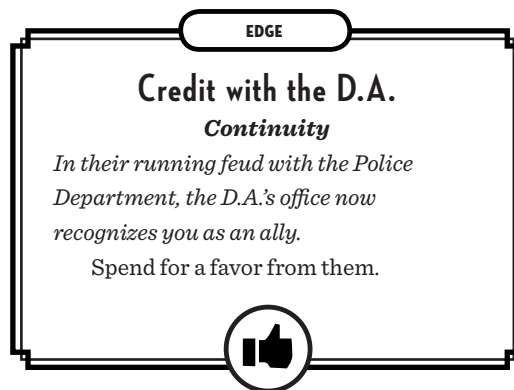 EDGE
Credit with the D.A.
Continuity
In their running feud with the Police
Department, the D.A.’s office now
recognizes you as an ally.
Spend for a favor from them.